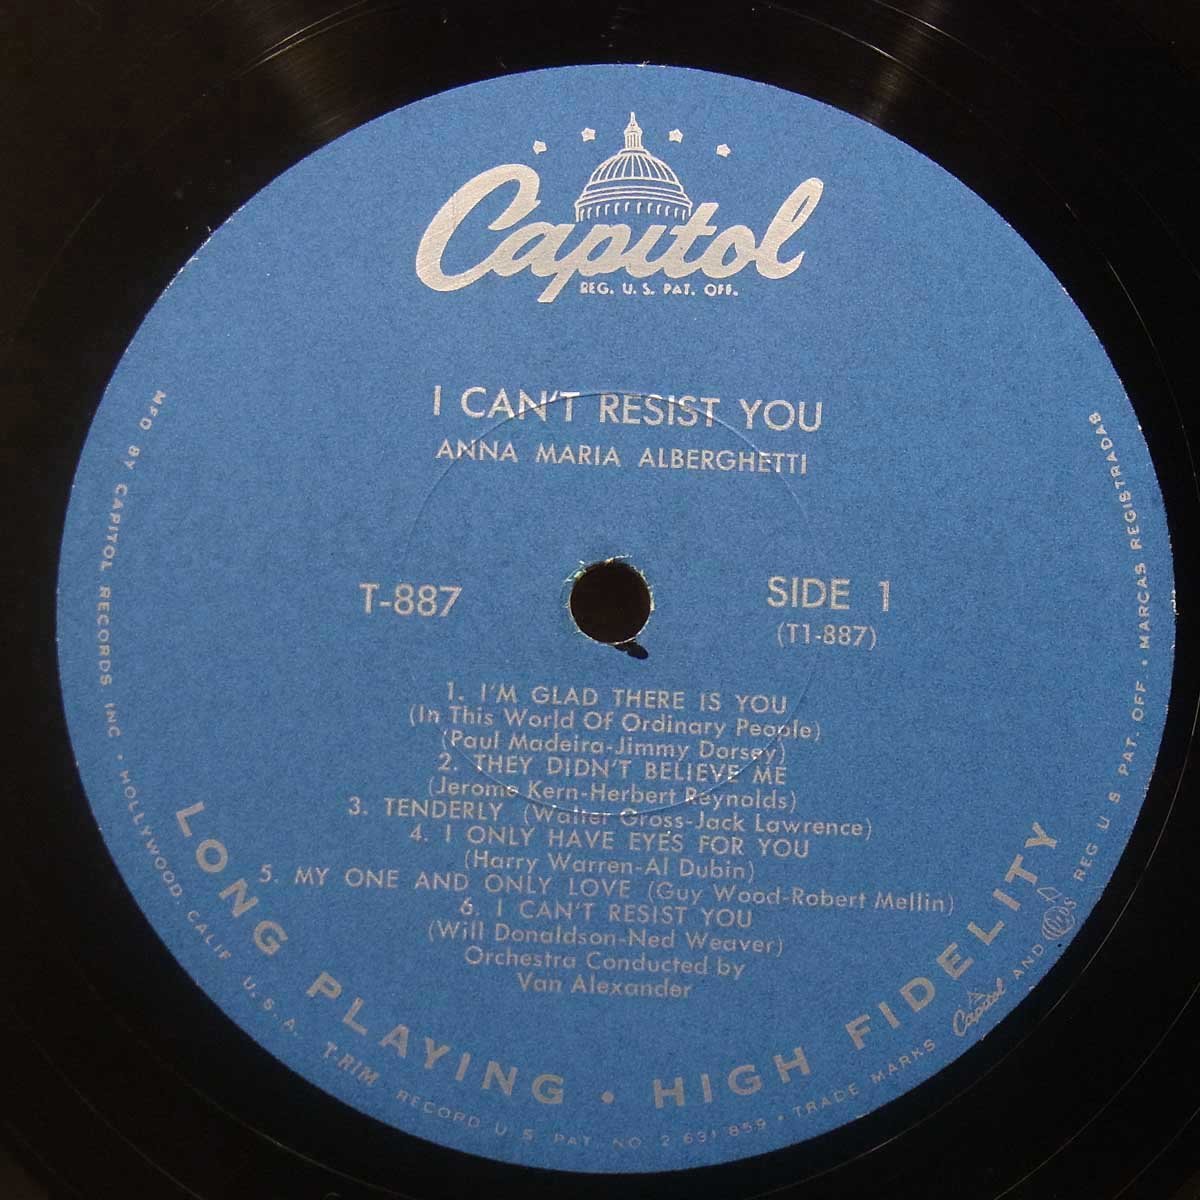 Capitol
REG. U. S. PAT. OFF.
I CAN'T RESIST YOU
ANNA MARIA ALBERGHETTI
T-887
SIDE 1
(T1-887)
1. I'M GLAD THERE IS YOU
(In This World Of Ordinary People)
(Paul Madeira-Jimmy Dorsey)
2. THEY DIDN'T BELIEVE ME
(Jerome Kern-Herbert Reynolds)
3. TENDERLY (Walter Gross-Jack Lawrence)
4. I ONLY HAVE EYES FOR YOU
(Harry Warren-Al Dubin)
5. MY ONE AND ONLY LOVE (Guy Wood-Robert Mellin)
6. I CAN'T RESIST YOU
(Will Donaldson-Ned Weaver)
Orchestra Conducted by
Van Alexander
LONG PLAYING • HIGH FIDELITY
MFD BY CAPITOL RECORDS INC • HOLLYWOOD, CALIF U. S. A. T-RIM RECORD U S PAT NO 2 631 859 • TRADE MARKS Capitol AND REG U S PAT. OFF. • MARCAS REGISTRADAS